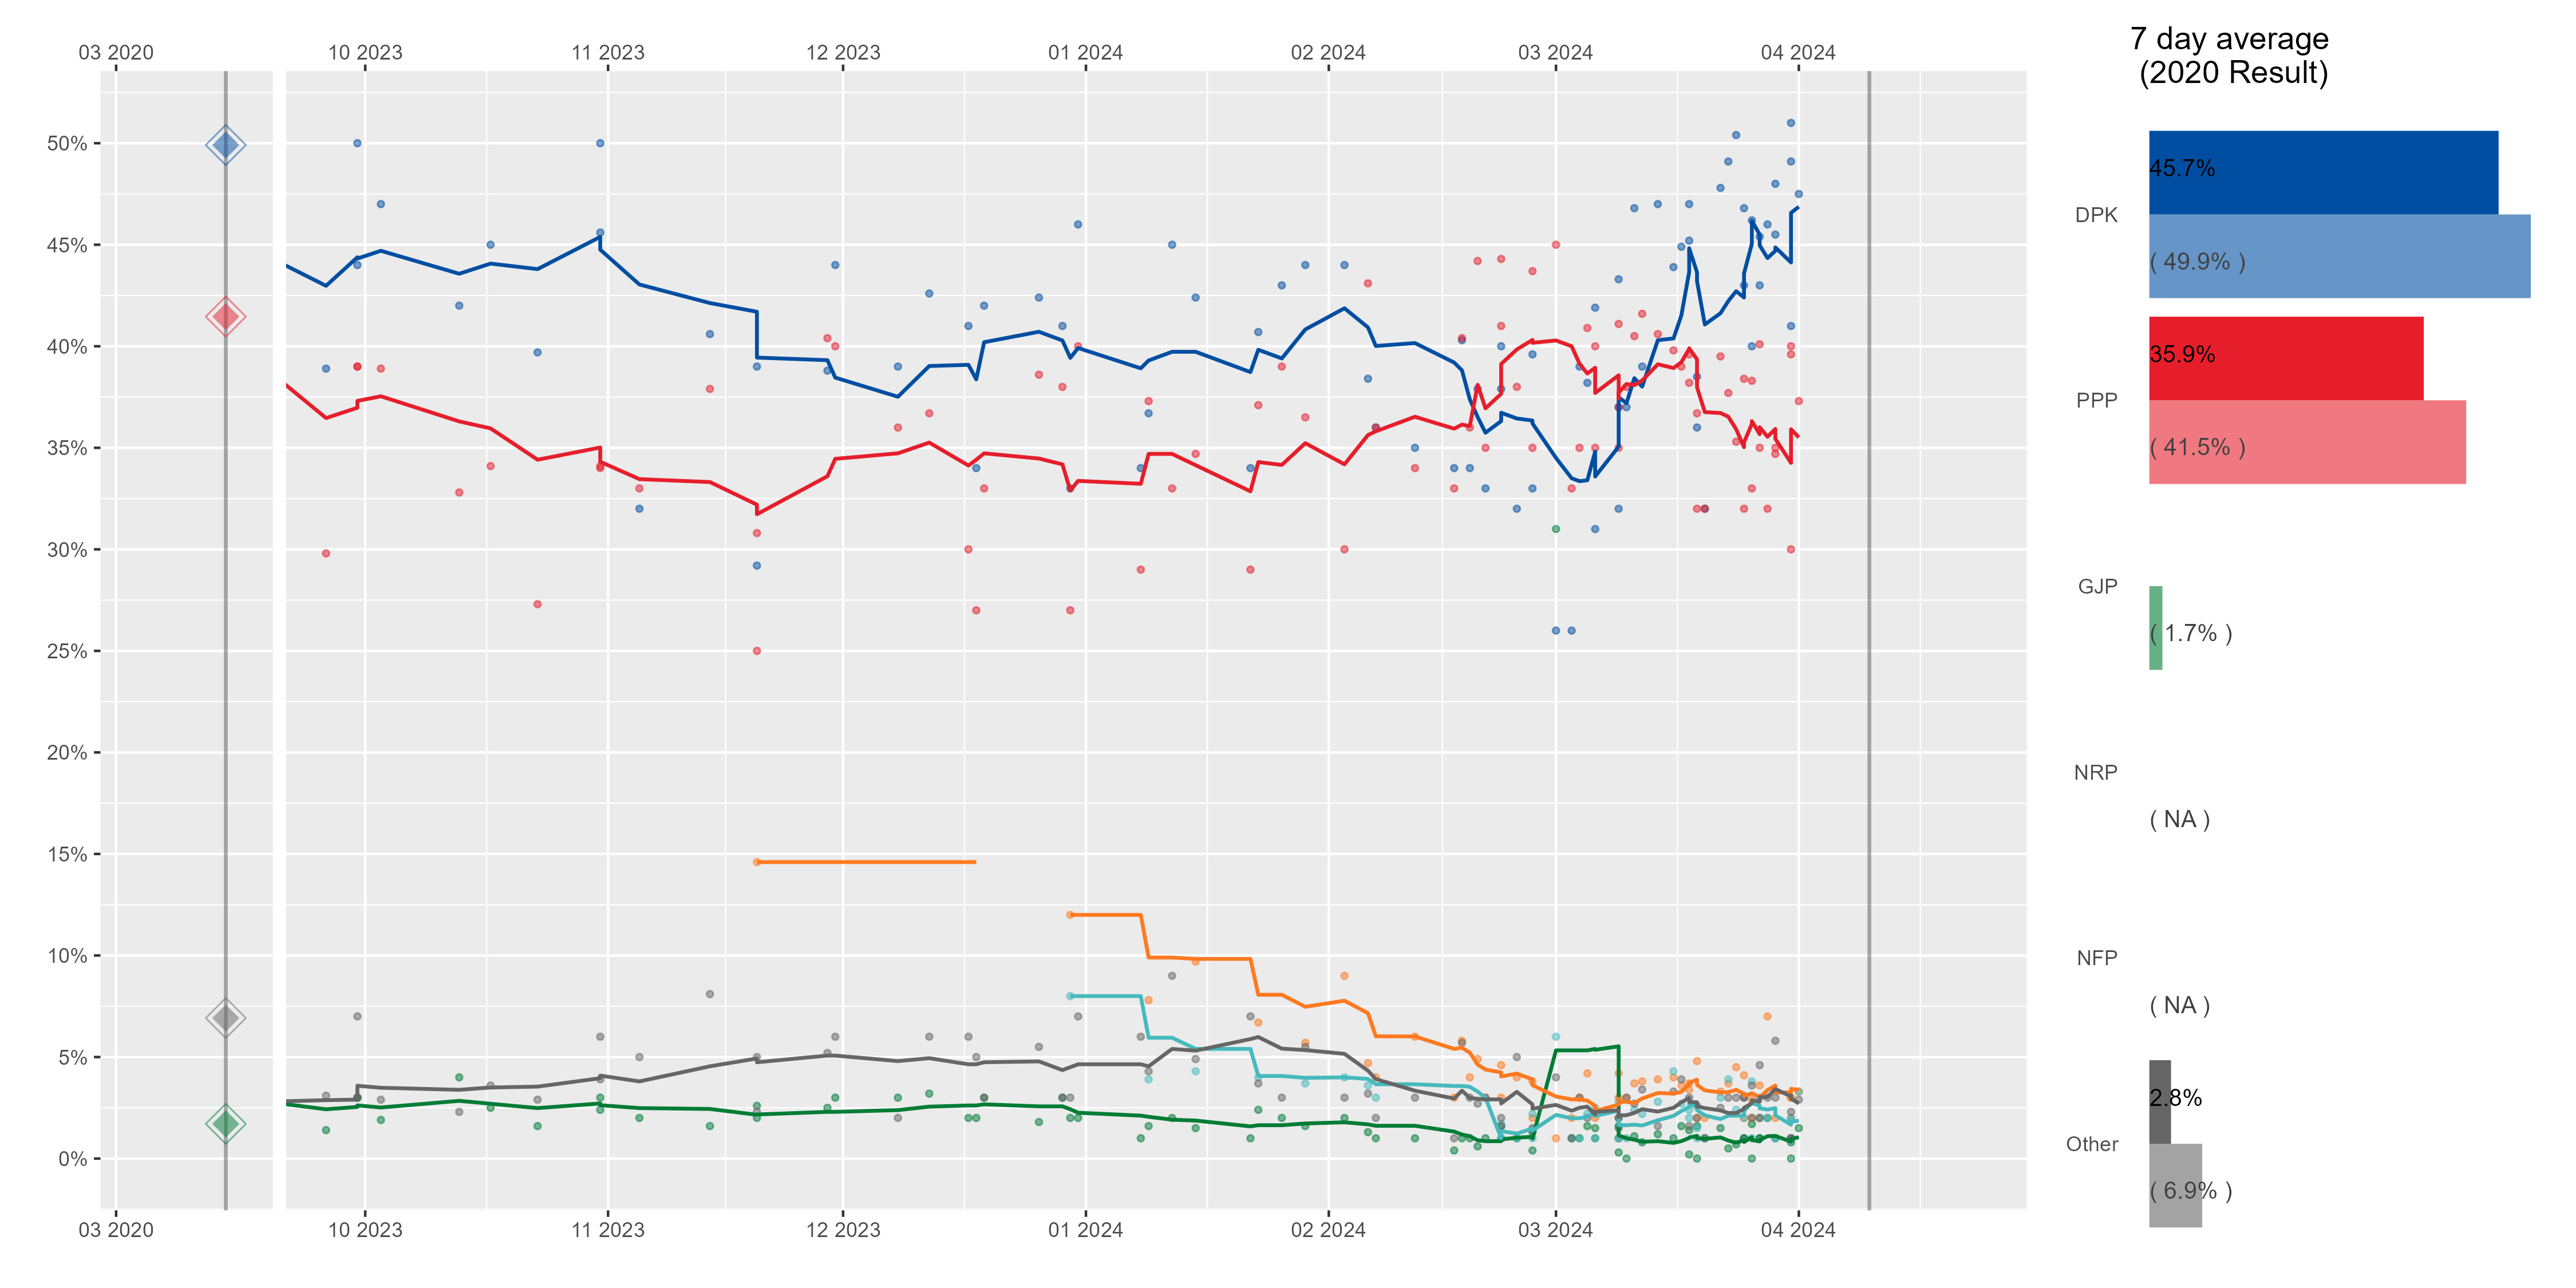 03 2020 10 2023 11 2023 12 2023 01 2024 02 2024 03 2024 04 2024
50%
45%
40%
35%
30%
25%
20%
15%
10%
5%
0%
03 2020 10 2023 11 2023 12 2023 01 2024 02 2024 03 2024 04 2024
7 day average
(2020 Result)
45.7%
DPK
( 49.9% )
35.9%
PPP
( 41.5% )
GJP
( 1.7% )
NRP
( NA )
NFP
( NA )
2.8%
Other
( 6.9% )